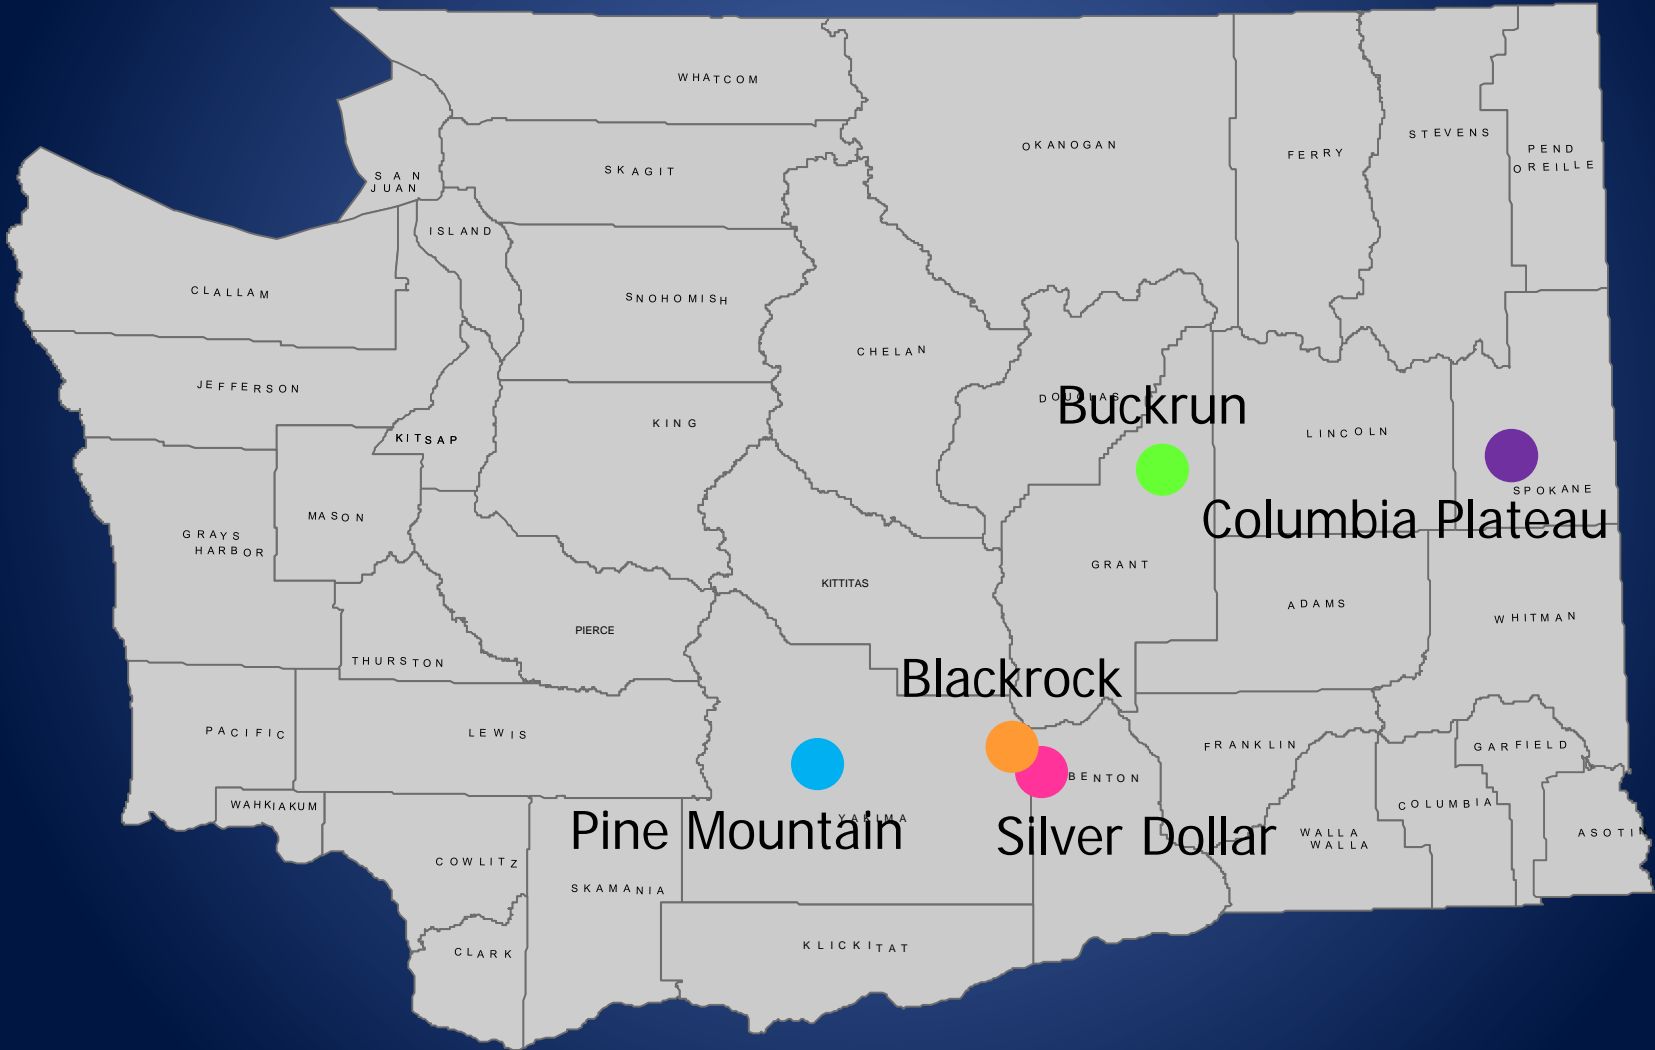 WHATCOM
OKANOGAN
STEVENS
FERRY
PEND
OREILLE
SKAGIT
SAN
JUAN
ISLAND
CLALLAM
SNOHOMISH
CHELAN
JEFFERSON
DOUGLAS
Buckrun
KING
LINCOLN
KITSAP
SPOKANE
Columbia Plateau
MASON
GRAYS
HARBOR
GRANT
KITTITAS
ADAMS
WHITMAN
PIERCE
THURSTON
Blackrock
PACIFIC
LEWIS
FRANKLIN
GARFIELD
BENTON
WAHKIAKUM
COLUMBIA
YAKIMA
Pine Mountain
Silver Dollar
WALLA
WALLA
ASOTIN
COWLITZ
SKAMANIA
KLICKITAT
CLARK